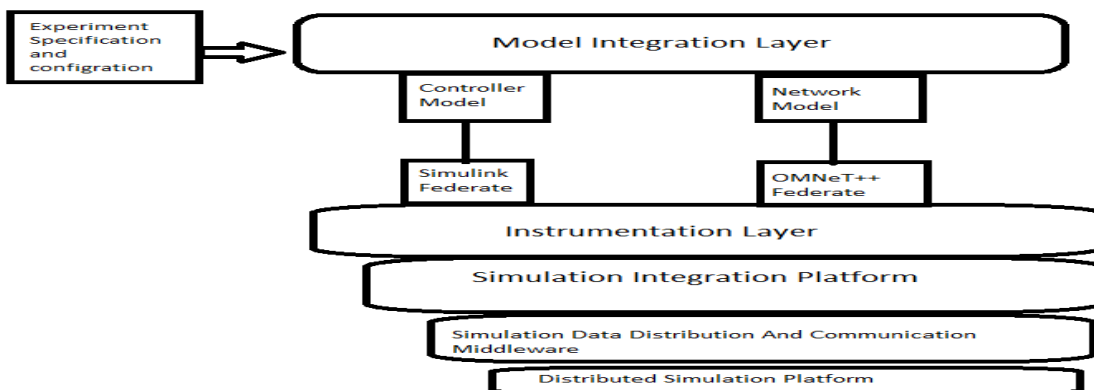 Experiment
Specification
and
configration
Model Integration Layer
Controller
Model
Network
Model
Simulink
Federate
OMNeT++
Federate
Instrumentation Layer
Simulation Integration Platform
Simulation Data Distribution And Communication
Middleware
Distributed Simulation Platform